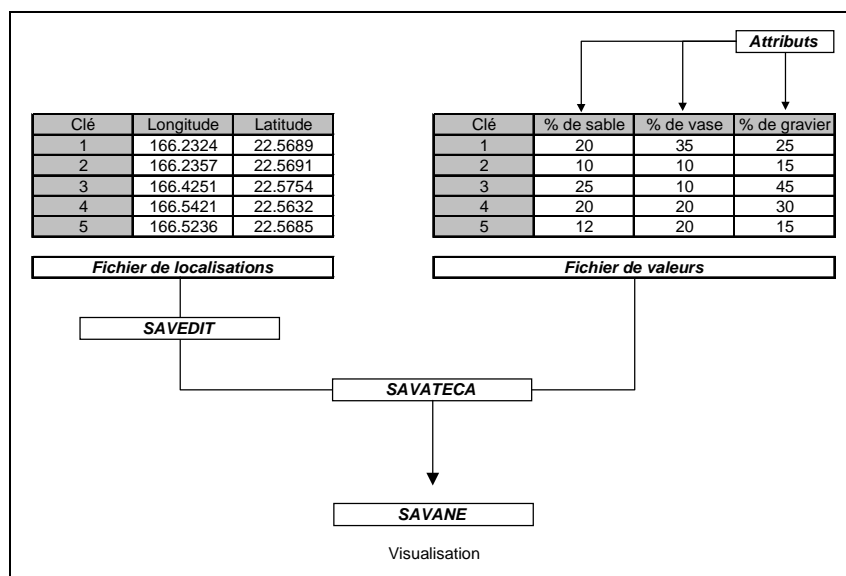 Attributs
Clé Longitude Latitude
1 166.2324 22.5689
2 166.2357 22.5691
3 166.4251 22.5754
4 166.5421 22.5632
5 166.5236 22.5685
Fichier de localisations
Clé % de sable % de vase % de gravier
1 20 35 25
2 10 10 15
3 25 10 45
4 20 20 30
5 12 20 15
Fichier de valeurs
SAVEDIT
SAVATECA
SAVANE
Visualisation